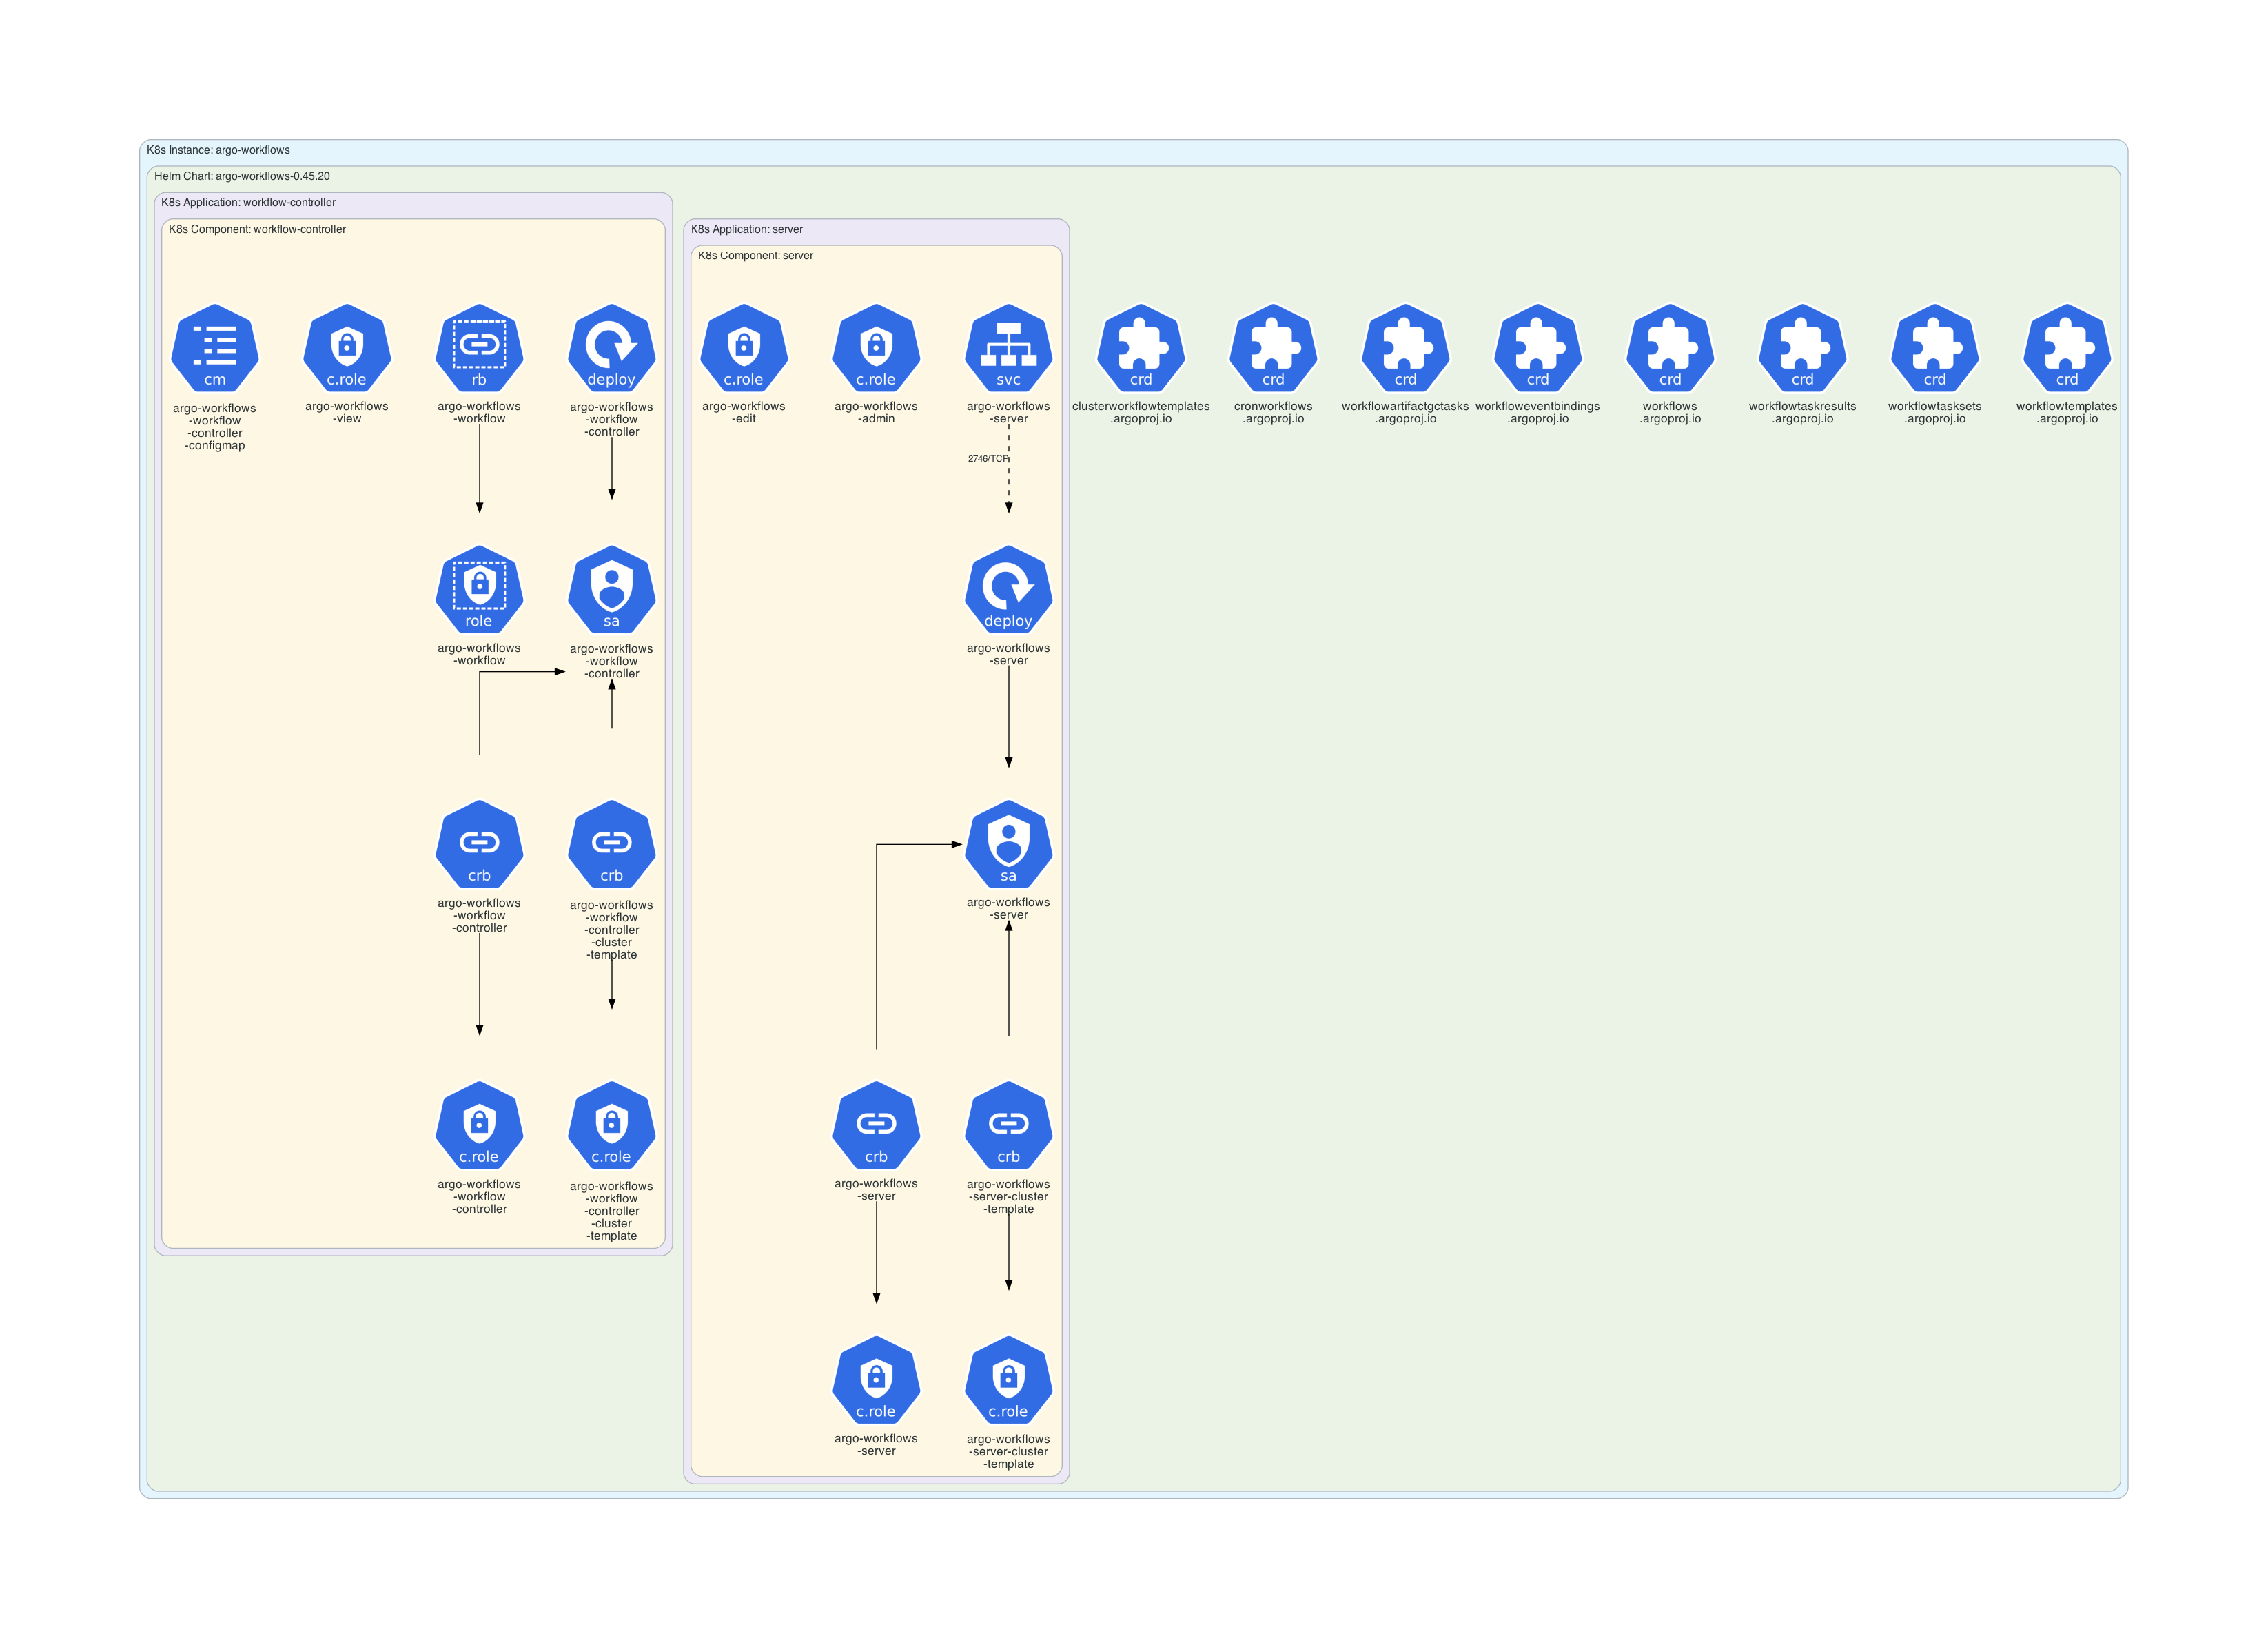 K8s Instance: argo-workflows
Helm Chart: argo-workflows-0.45.20
K8s Application: workflow-controller
K8s Component: workflow-controller
cm
argo-workflows
-workflow
-controller
-configmap
c.role
argo-workflows
-view
rb
argo-workflows
-workflow
deploy
argo-workflows
-workflow
-controller
role
argo-workflows
-workflow
sa
argo-workflows
-workflow
-controller
crb
argo-workflows
-workflow
-controller
crb
argo-workflows
-workflow
-controller
-cluster
-template
c.role
argo-workflows
-workflow
-controller
c.role
argo-workflows
-workflow
-controller
-cluster
-template
K8s Application: server
K8s Component: server
c.role
argo-workflows
-edit
c.role
argo-workflows
-admin
svc
argo-workflows
-server
2746/TCP
deploy
argo-workflows
-server
sa
argo-workflows
-server
crb
argo-workflows
-server
crb
argo-workflows
-server-cluster
-template
c.role
argo-workflows
-server
c.role
argo-workflows
-server-cluster
-template
crd
clusterworkflowtemplates
.argoproj.io
crd
cronworkflows
.argoproj.io
crd
workflowartifactgctasks
.argoproj.io
crd
workfloweventbindings
.argoproj.io
crd
workflows
.argoproj.io
crd
workflowtaskresults
.argoproj.io
crd
workflowtasksets
.argoproj.io
crd
workflowtemplates
.argoproj.io